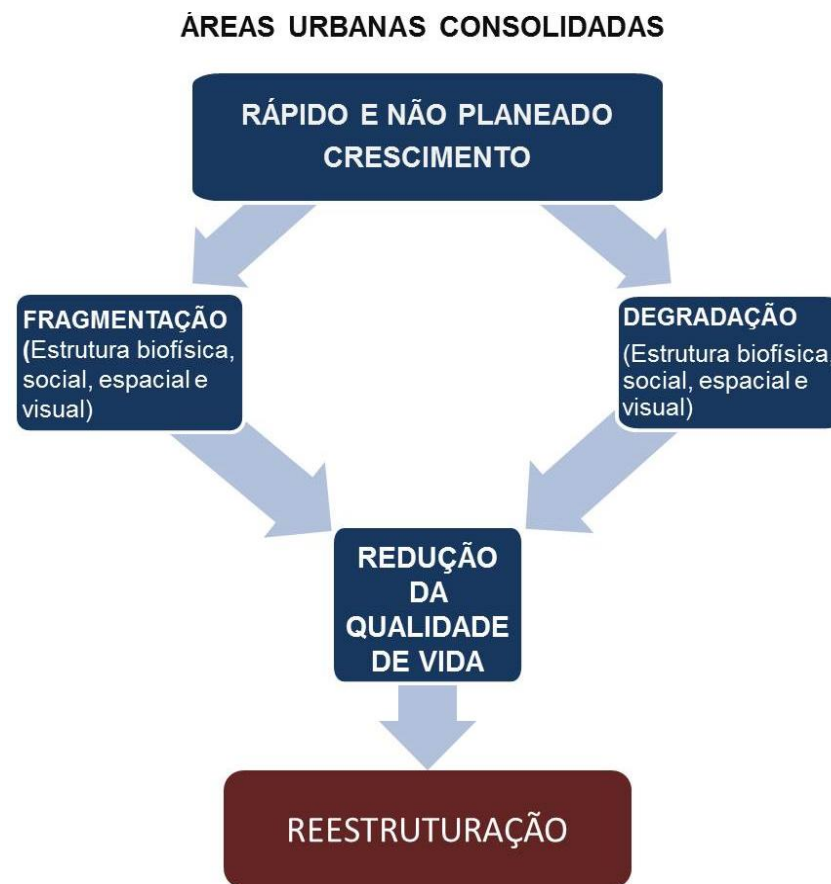 ÁREAS URBANAS CONSOLIDADAS
RÁPIDO E NÃO PLANEADO
CRESCIMENTO
FRAGMENTAÇÃO
(Estrutura biofísica,
social, espacial e
visual)
DEGRADAÇÃO
(Estrutura biofísica,
social, espacial e
visual)
REDUÇÃO
DA
QUALIDADE
DE VIDA
REESTRUTURAÇÃO